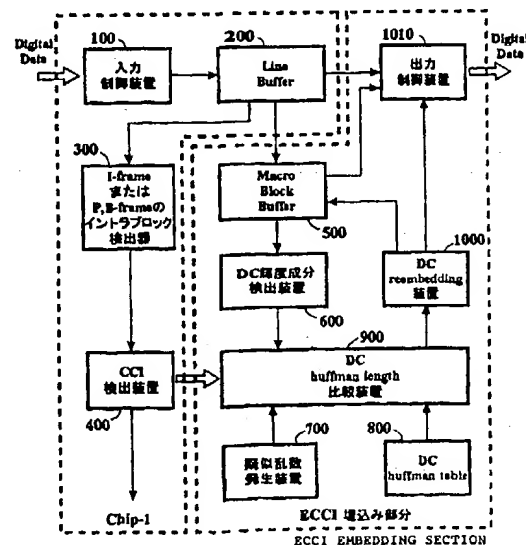 Digital
Data
100
入力
制御装置
200
Line
Buffer
1010
出力
制御装置
Digital
Data
300
I-frame
または
P,B-frameの
イントラブロック
検出器
Macro
Block
Buffer
500
DC輝度成分
検出装置
600
1000
DC
reembedding
装置
900
DC
huffman length
比較装置
CCI
検出装置
400
700
疑似乱数
発生装置
800
DC
huffman table
Chip-1
ECCI 埋込み部分
ECCI EMBEDDING SECTION